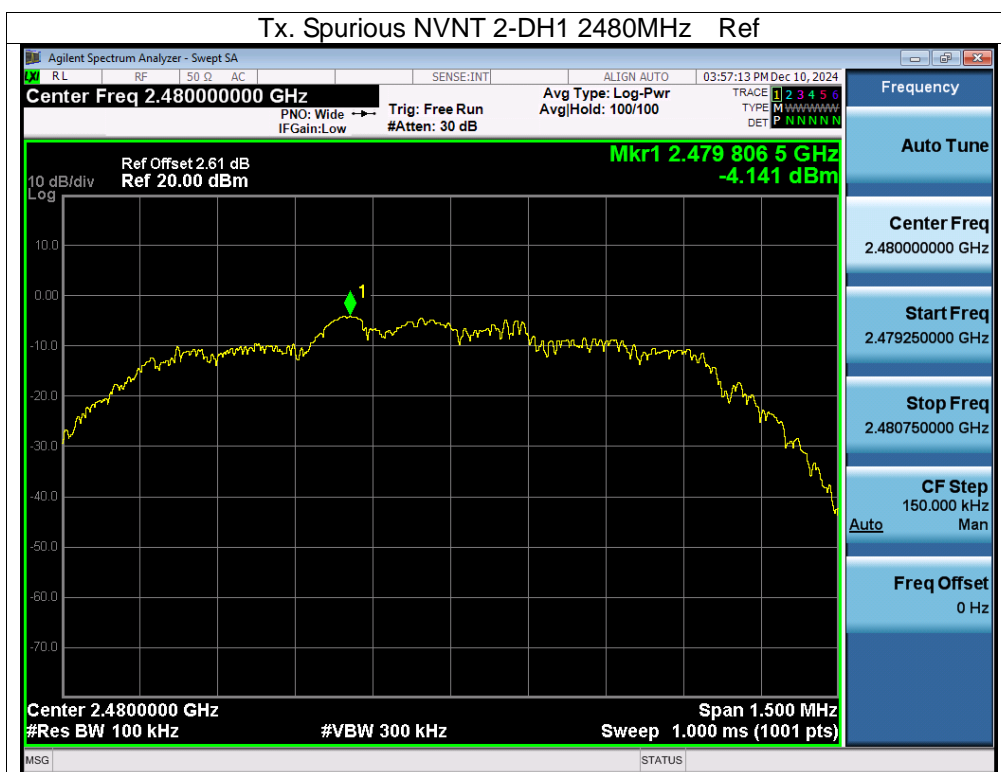 Tx. Spurious NVNT 2-DH1 2480MHz Ref
Agilent Spectrum Analyzer - Swept SA
LXI RL RF 50 Ω AC SENSE:INT ALIGN AUTO 03:57:13 PM Dec 10, 2024
Center Freq 2.480000000 GHz
PNO: Wide
IFGain:Low
Trig: Free Run
#Atten: 30 dB
Avg Type: Log-Pwr
Avg|Hold: 100/100
TRACE 1 2 3 4 5 6
TYPE M WWWWW
DET P N N N N N
Mkr1 2.479 806 5 GHz
-4.141 dBm
Ref Offset 2.61 dB
10 dB/div Ref 20.00 dBm
Log
10.0
0.00
-10.0
-20.0
-30.0
-40.0
-50.0
-60.0
-70.0
1
Center 2.4800000 GHz Span 1.500 MHz
#Res BW 100 kHz #VBW 300 kHz Sweep 1.000 ms (1001 pts)
MSG STATUS
Frequency
Auto Tune
Center Freq
2.480000000 GHz
Start Freq
2.479250000 GHz
Stop Freq
2.480750000 GHz
CF Step
150.000 kHz
Auto Man
Freq Offset
0 Hz